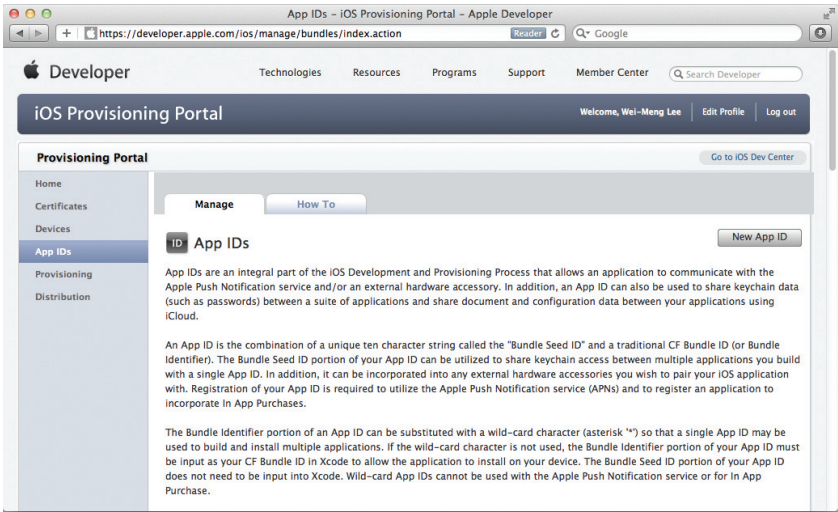 App IDs – iOS Provisioning Portal – Apple Developer
https://developer.apple.com/ios/manage/bundles/index.action
Reader
Google
Developer
Technologies Resources Programs Support Member Center Search Developer
iOS Provisioning Portal
Welcome, Wei-Meng Lee Edit Profile Log out
Provisioning Portal
Go to iOS Dev Center
Home
Certificates
Devices
App IDs
Provisioning
Distribution
Manage How To
ID App IDs
New App ID
App IDs are an integral part of the iOS Development and Provisioning Process that allows an application to communicate with the
Apple Push Notification service and/or an external hardware accessory. In addition, an App ID can also be used to share keychain data
(such as passwords) between a suite of applications and share document and configuration data between your applications using
iCloud.
An App ID is the combination of a unique ten character string called the "Bundle Seed ID" and a traditional CF Bundle ID (or Bundle
Identifier). The Bundle Seed ID portion of your App ID can be utilized to share keychain access between multiple applications you build
with a single App ID. In addition, it can be incorporated into any external hardware accessories you wish to pair your iOS application
with. Registration of your App ID is required to utilize the Apple Push Notification service (APNs) and to register an application to
incorporate In App Purchases.
The Bundle Identifier portion of an App ID can be substituted with a wild-card character (asterisk '*') so that a single App ID may be
used to build and install multiple applications. If the wild-card character is not used, the Bundle Identifier portion of your App ID must
be input as your CF Bundle ID in Xcode to allow the application to install on your device. The Bundle Seed ID portion of your App ID
does not need to be input into Xcode. Wild-card App IDs cannot be used with the Apple Push Notification service or for In App
Purchase.